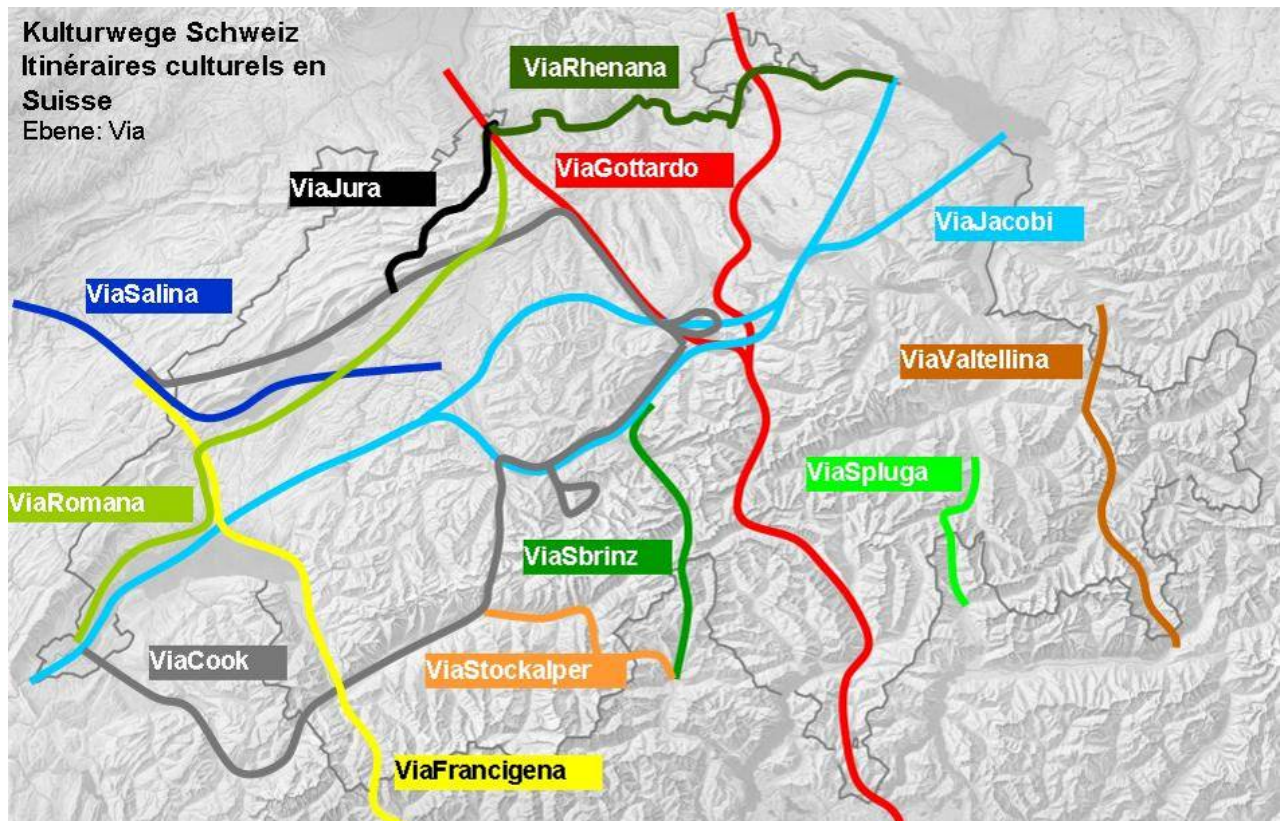 Kulturwege Schweiz
Itinéraires culturels en
Suisse
Ebene: Via
ViaRhenana
ViaGottardo
ViaJura
ViaJacobi
ViaSalina
ViaValtellina
ViaSpluga
ViaRomana
ViaSbrinz
ViaCook
ViaStockalper
ViaFrancigena